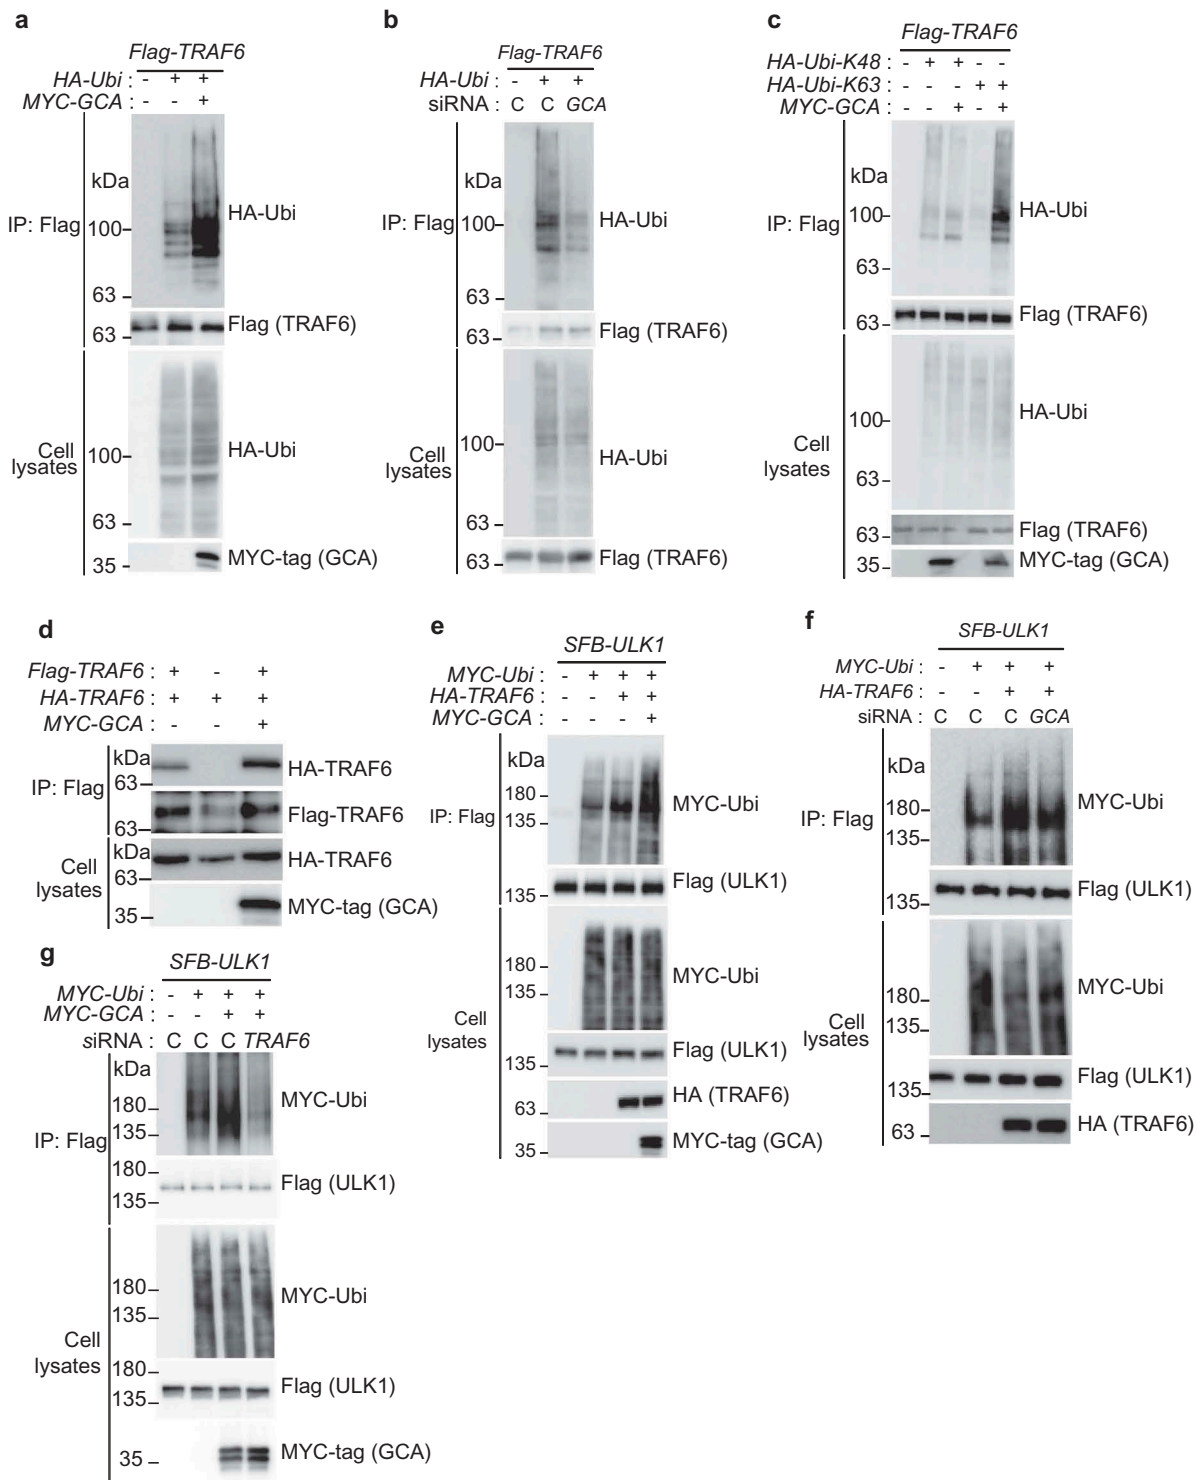 a
Flag-TRAF6
HA-Ubi : - + +
MYC-GCA : - - +
kDa
IP: Flag
100
HA-Ubi
63
63
Flag (TRAF6)
Cell
lysates
100
HA-Ubi
63
35
MYC-tag (GCA)
b
Flag-TRAF6
HA-Ubi : - + +
siRNA : C C GCA
kDa
IP: Flag
100
HA-Ubi
63
63
Flag (TRAF6)
Cell
lysates
100
HA-Ubi
63
63
Flag (TRAF6)
c
Flag-TRAF6
HA-Ubi-K48 : - + + - -
HA-Ubi-K63 : - - - + +
MYC-GCA : - - + - +
kDa
IP: Flag
100
HA-Ubi
63
63
Flag (TRAF6)
Cell
lysates
100
HA-Ubi
63
63
Flag (TRAF6)
35
MYC-tag (GCA)
d
Flag-TRAF6 : + - +
HA-TRAF6 : + + +
MYC-GCA : - - +
IP: Flag
kDa
63
HA-TRAF6
63
Flag-TRAF6
Cell
lysates
kDa
63
HA-TRAF6
35
MYC-tag (GCA)
e
SFB-ULK1
MYC-Ubi : - + + +
HA-TRAF6 : - - + +
MYC-GCA : - - - +
kDa
IP: Flag
180
135
MYC-Ubi
135
Flag (ULK1)
Cell
lysates
180
135
MYC-Ubi
135
Flag (ULK1)
63
HA (TRAF6)
35
MYC-tag (GCA)
f
SFB-ULK1
MYC-Ubi : - + + +
HA-TRAF6 : - - + +
siRNA : C C C GCA
kDa
IP: Flag
180
135
MYC-Ubi
135
Flag (ULK1)
Cell
lysates
180
135
MYC-Ubi
135
Flag (ULK1)
63
HA (TRAF6)
g
SFB-ULK1
MYC-Ubi : - + + +
MYC-GCA : - - + +
siRNA : C C C TRAF6
kDa
IP: Flag
180
135
MYC-Ubi
180
135
Flag (ULK1)
Cell
lysates
180
135
MYC-Ubi
180
135
Flag (ULK1)
35
MYC-tag (GCA)